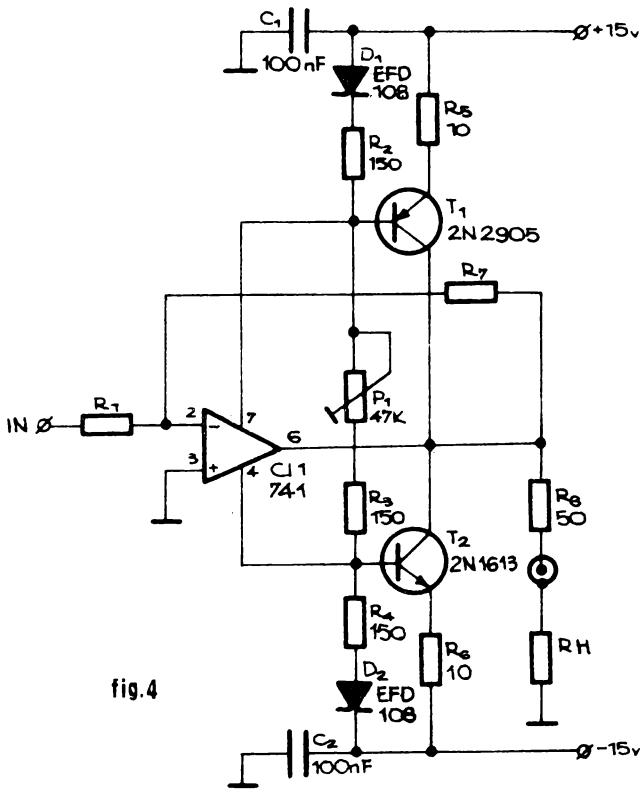 C1
100nF
+15v
D1
EFD
108
R5
10
R2
150
T1
2N2905
R7
IN
R1
2
7
P1
47K
3
4
6
CI1
741
R3
150
R8
50
T2
2N1613
R4
150
R6
10
RH
D2
EFD
108
fig.4
C2
100nF
-15v